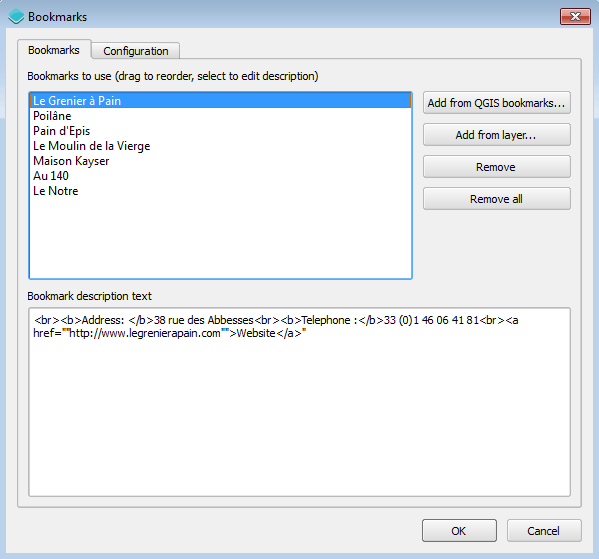 Bookmarks
Bookmarks
Configuration
Bookmarks to use (drag to reorder, select to edit description)
Le Grenier à Pain
Poilâne
Pain d'Epis
Le Moulin de la Vierge
Maison Kayser
Au 140
Le Notre
Add from QGIS bookmarks...
Add from layer...
Remove
Remove all
Bookmark description text
<br><b>Address: </b>38 rue des Abbesses<br><b>Telephone :</b>33 (0)1 46 06 41 81<br><a
href=""http://www.legrenierapain.com"">Website</a>"
OK
Cancel